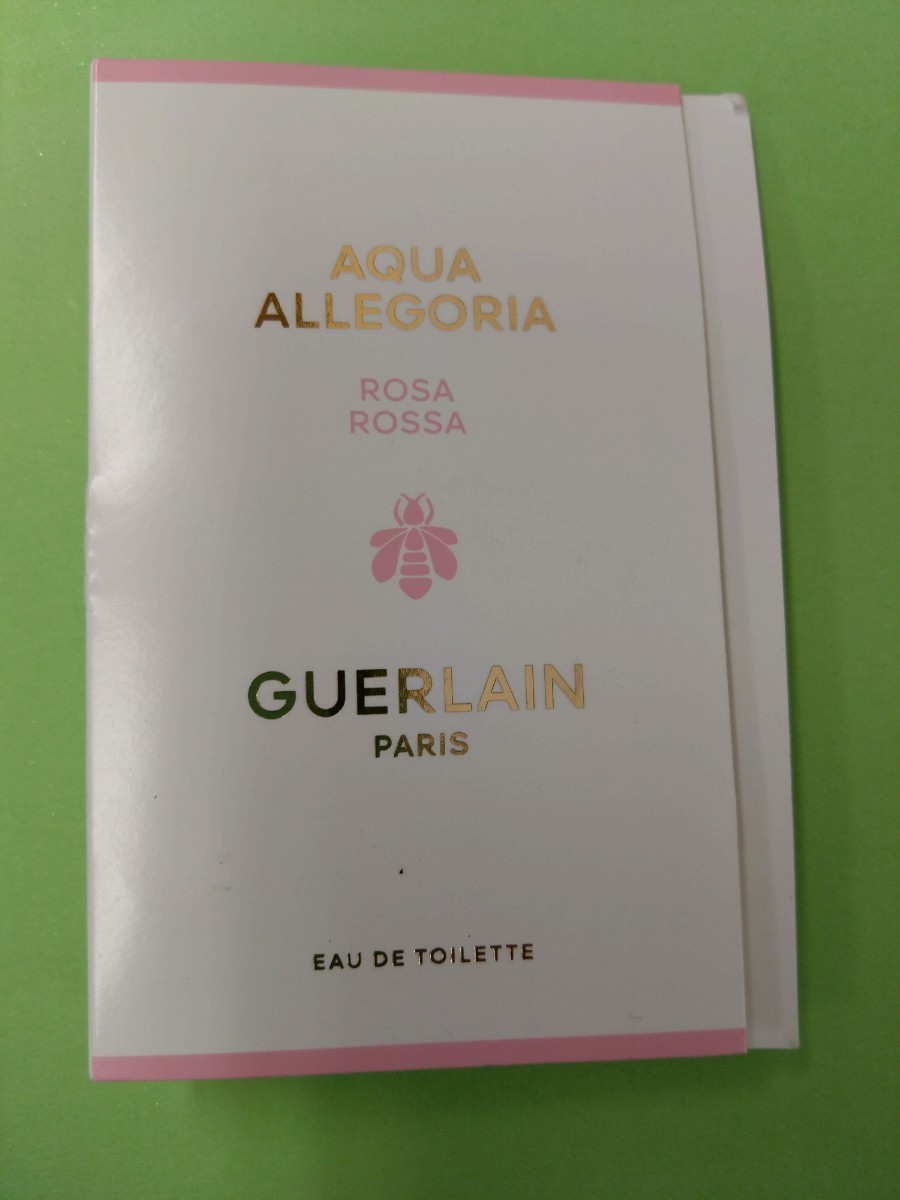 AQUA
ALLEGORIA
ROSA
ROSSA
GUERLAIN
PARIS
EAU DE TOILETTE